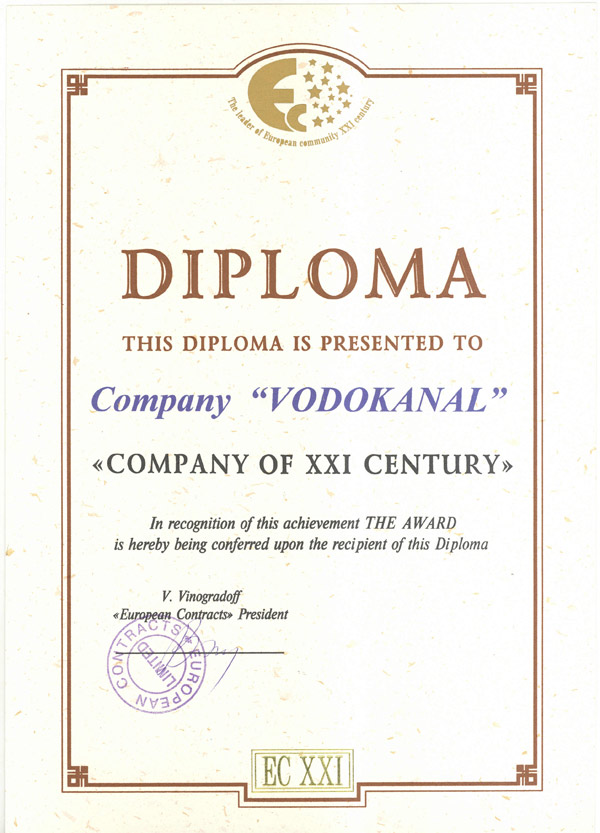 EC
The leader of European community XXI century
DIPLOMA
THIS DIPLOMA IS PRESENTED TO
Company “VODOKANAL”
«COMPANY OF XXI CENTURY»
In recognition of this achievement THE AWARD
is hereby being conferred upon the recipient of this Diploma
V. Vinogradoff
«European Contracts» President
EUROPEAN CONTRACTS
LIMITED
EC XXI